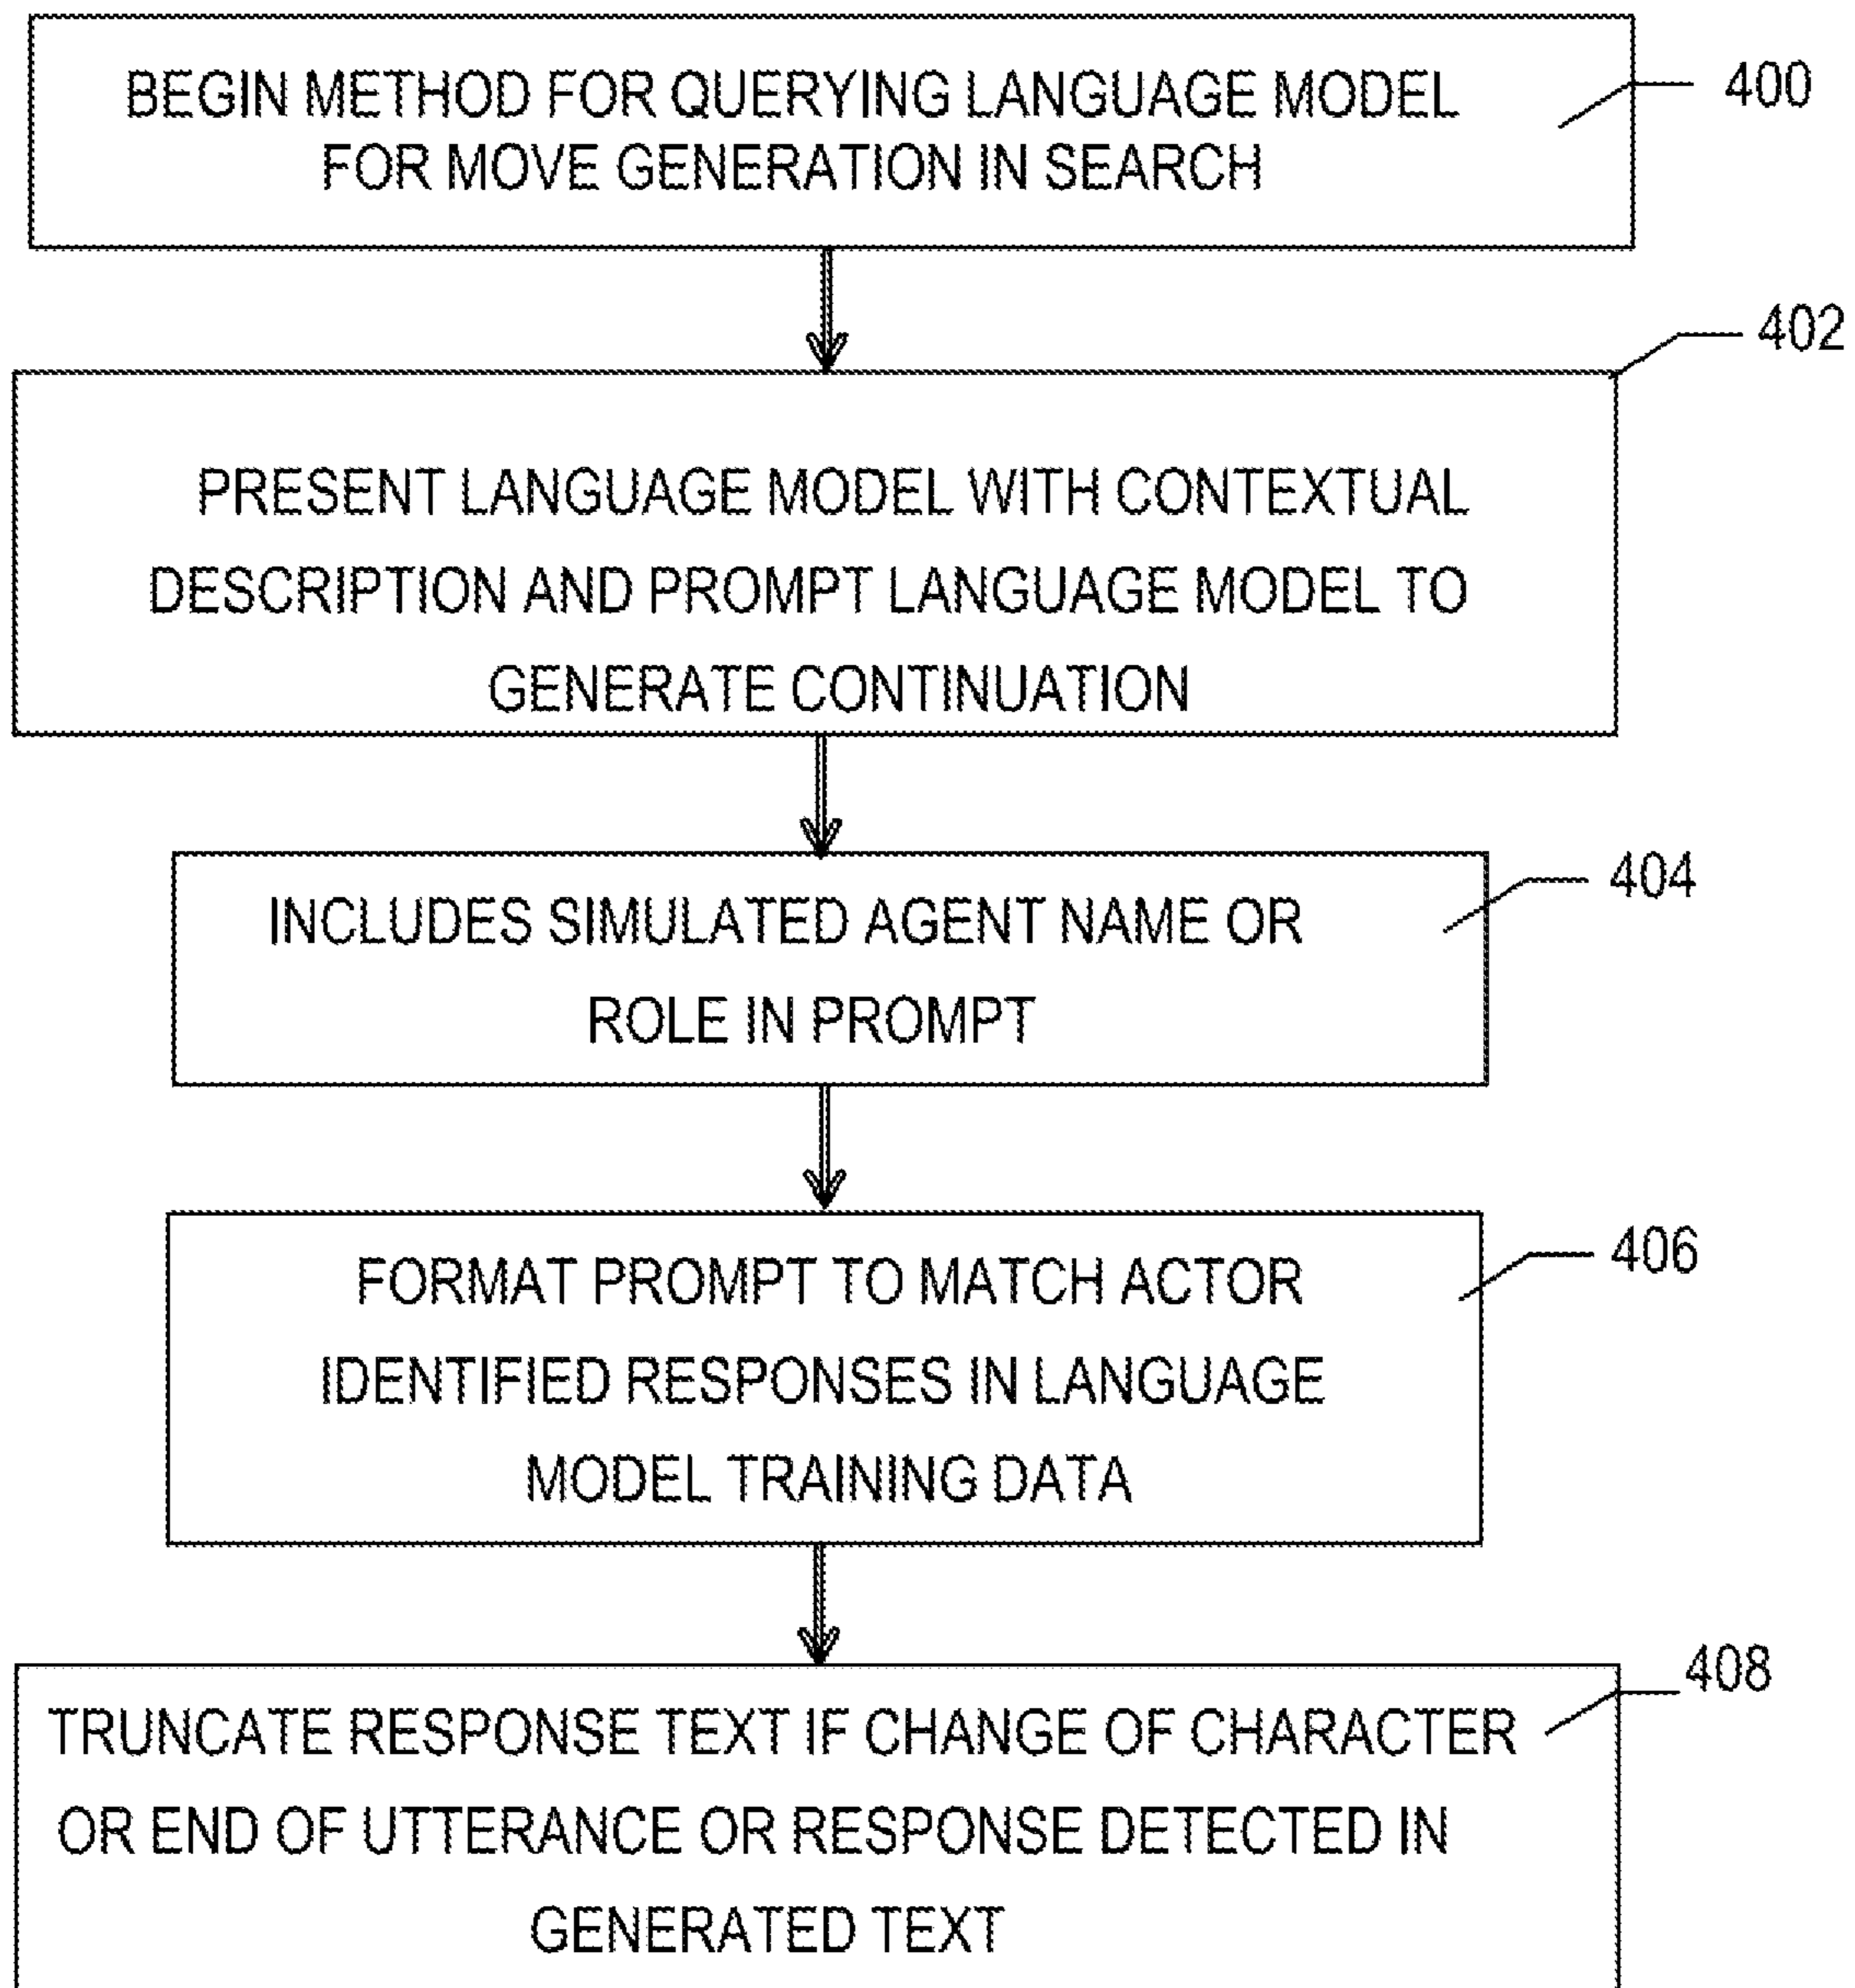 BEGIN METHOD FOR QUERYING LANGUAGE MODEL
FOR MOVE GENERATION IN SEARCH
400
402
PRESENT LANGUAGE MODEL WITH CONTEXTUAL
DESCRIPTION AND PROMPT LANGUAGE MODEL TO
GENERATE CONTINUATION
404
INCLUDES SIMULATED AGENT NAME OR
ROLE IN PROMPT
406
FORMAT PROMPT TO MATCH ACTOR
IDENTIFIED RESPONSES IN LANGUAGE
MODEL TRAINING DATA
408
TRUNCATE RESPONSE TEXT IF CHANGE OF CHARACTER
OR END OF UTTERANCE OR RESPONSE DETECTED IN
GENERATED TEXT